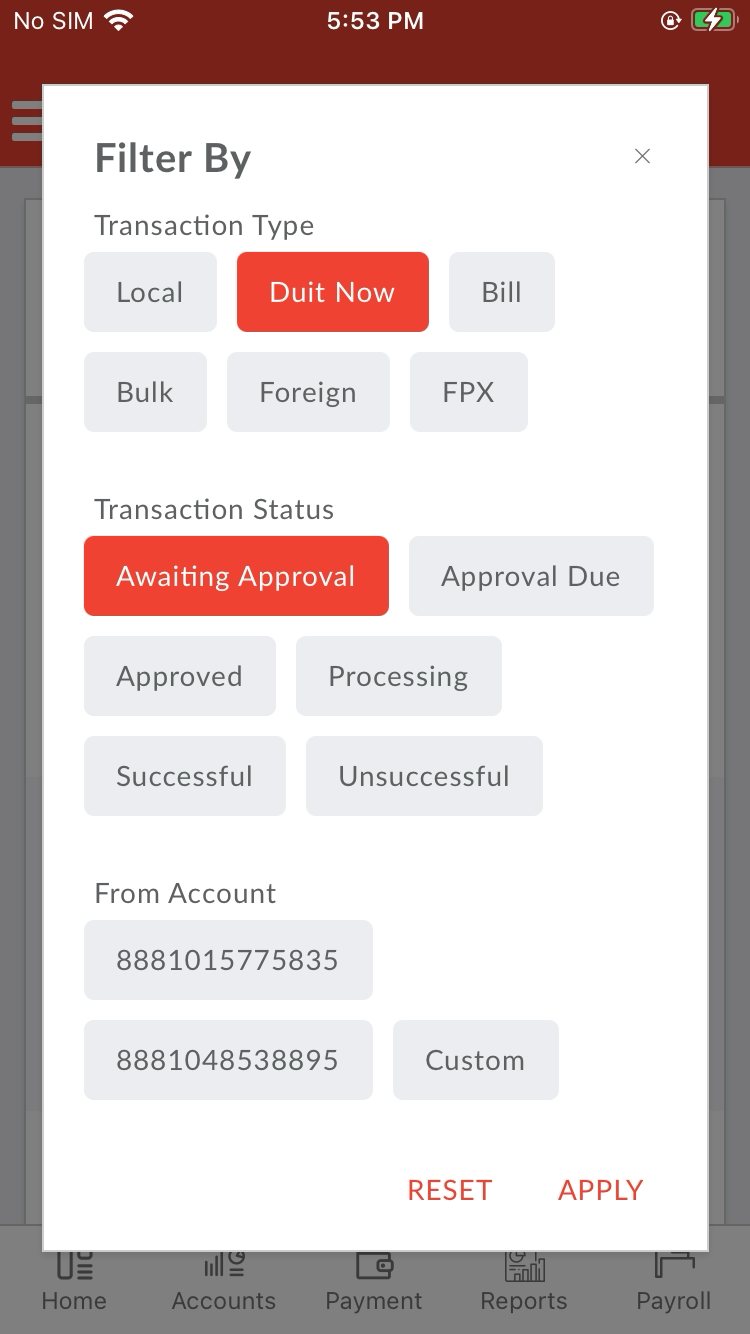 No SIM 5:53 PM
Filter By
Transaction Type
Local Duit Now Bill
Bulk Foreign FPX
Transaction Status
Awaiting Approval Approval Due
Approved Processing
Successful Unsuccessful
From Account
8881015775835
8881048538895 Custom
RESET APPLY
Home Accounts Payment Reports Payroll